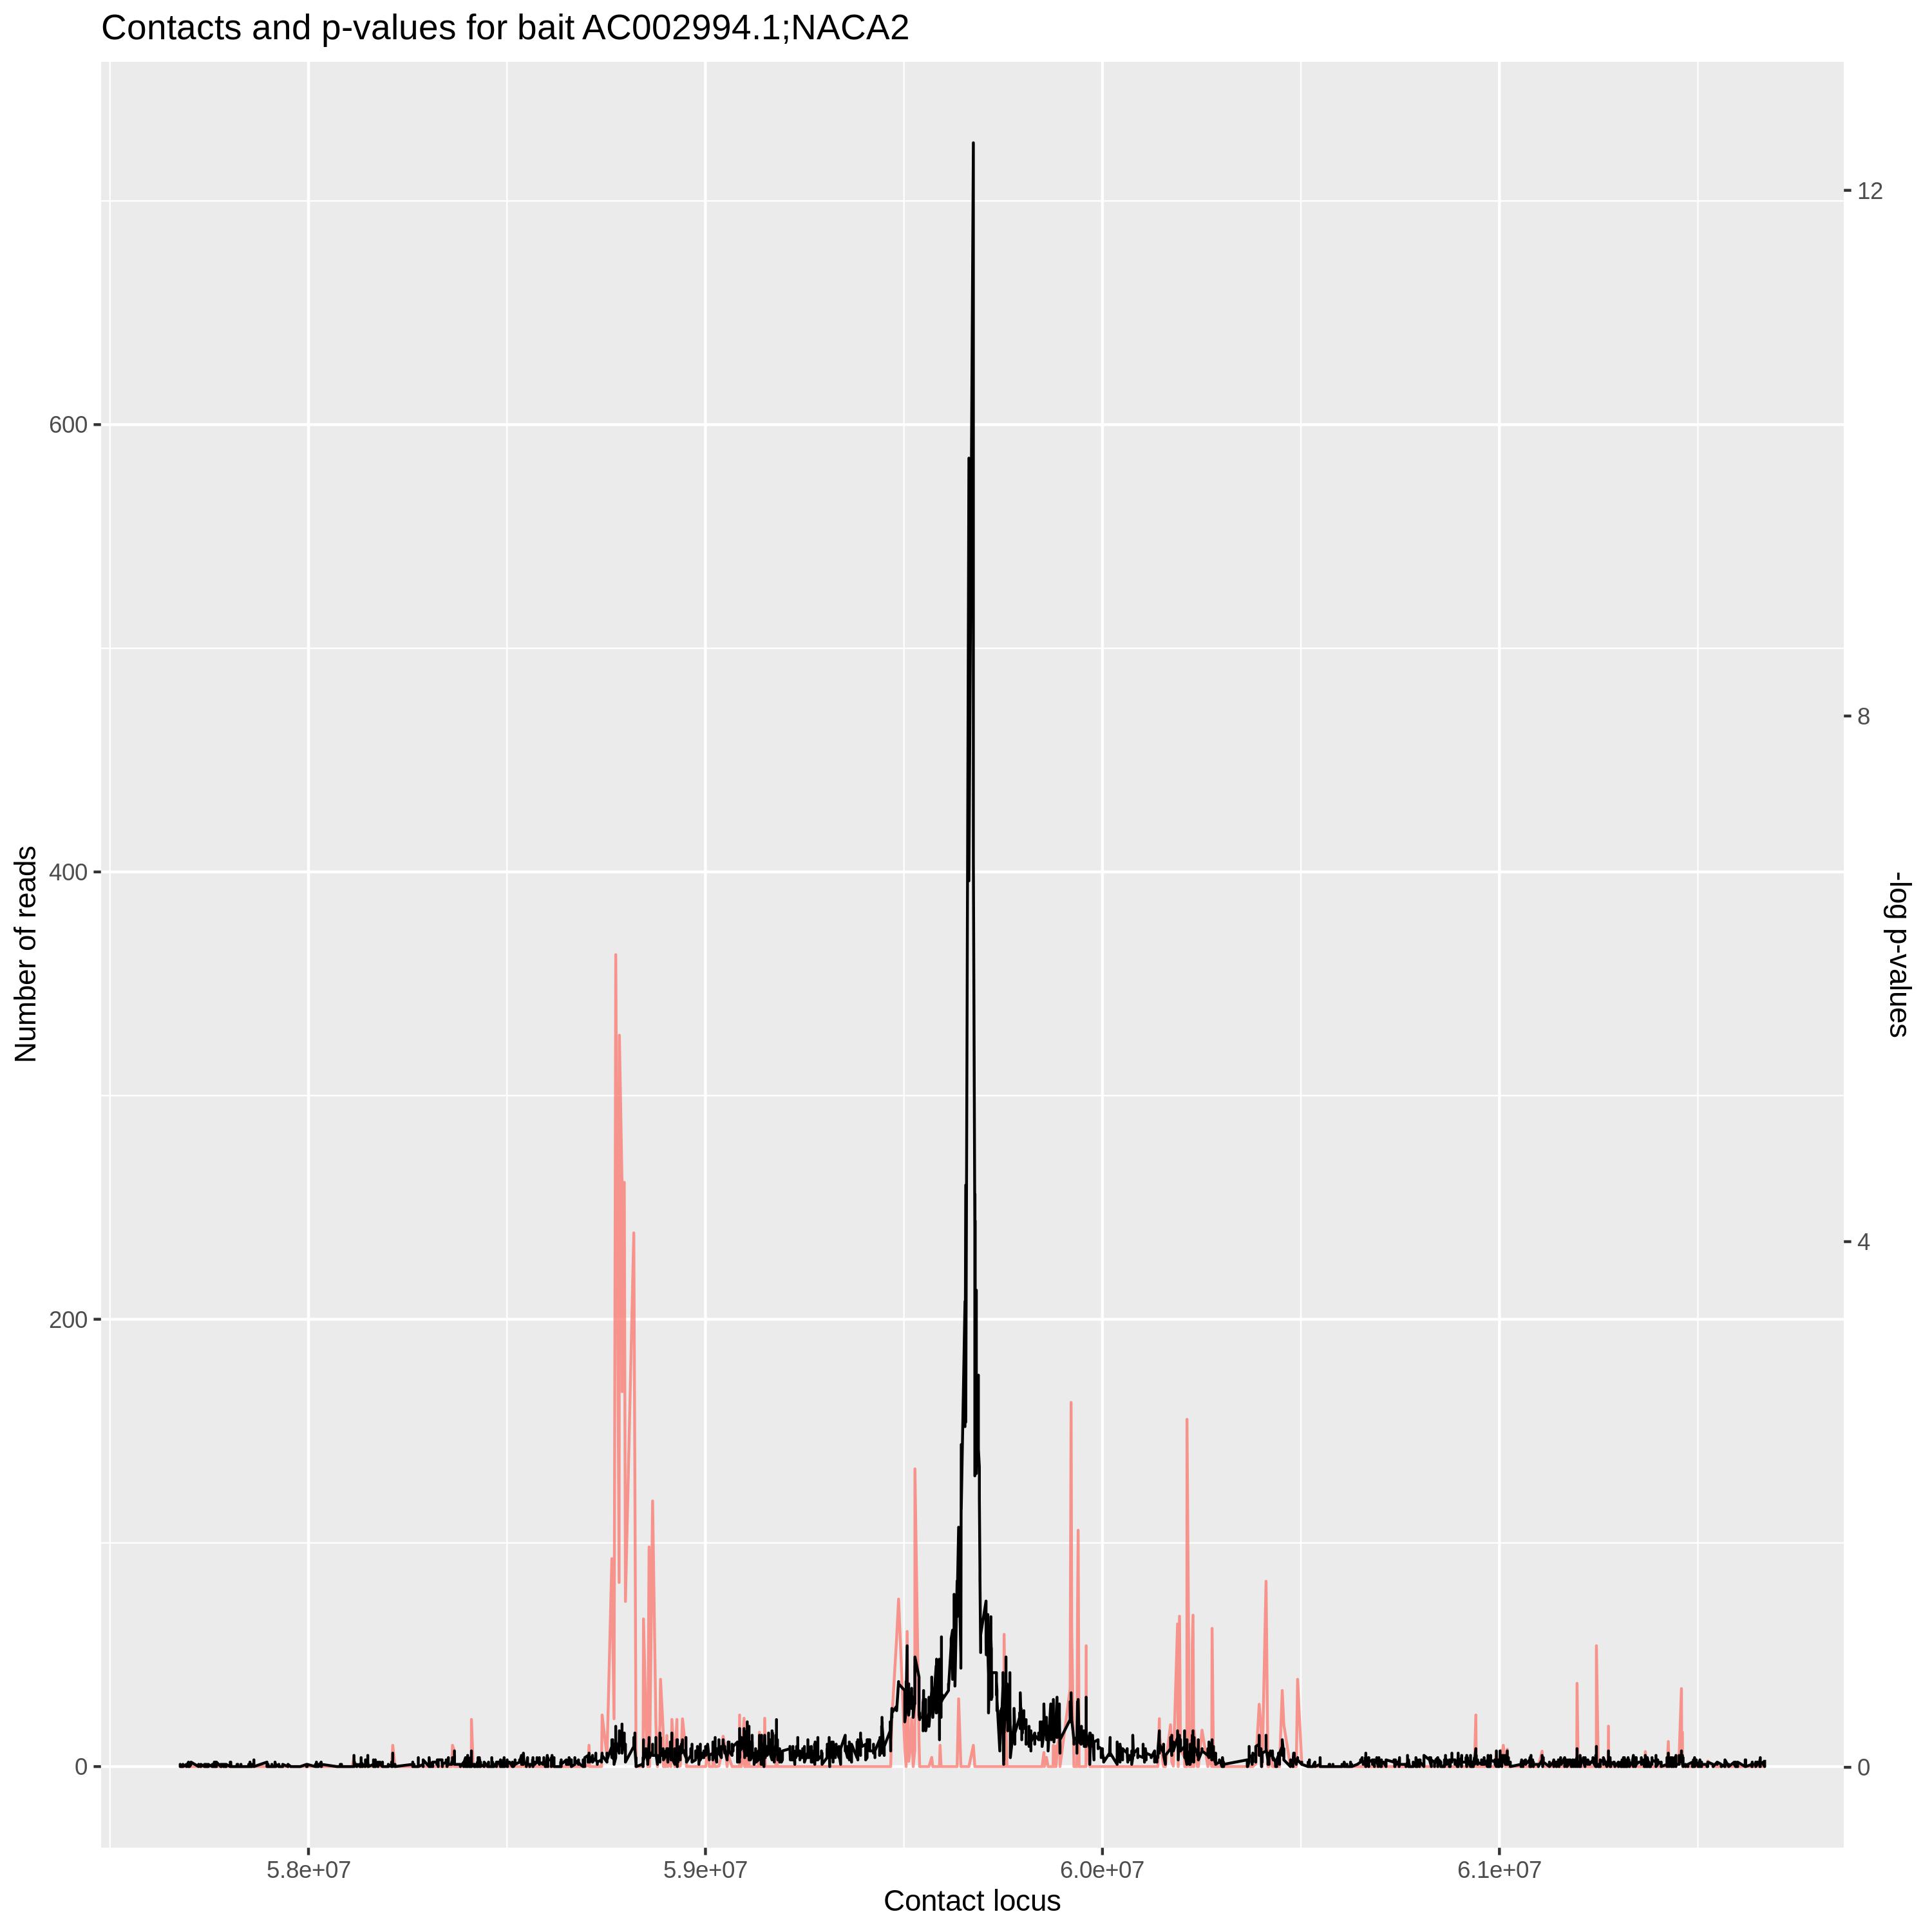 Contacts and p-values for bait AC002994.1;NACA2
12
600
8
Number of reads
400
-log p-values
4
200
0
0
5.8e+07
5.9e+07
6.0e+07
6.1e+07
Contact locus